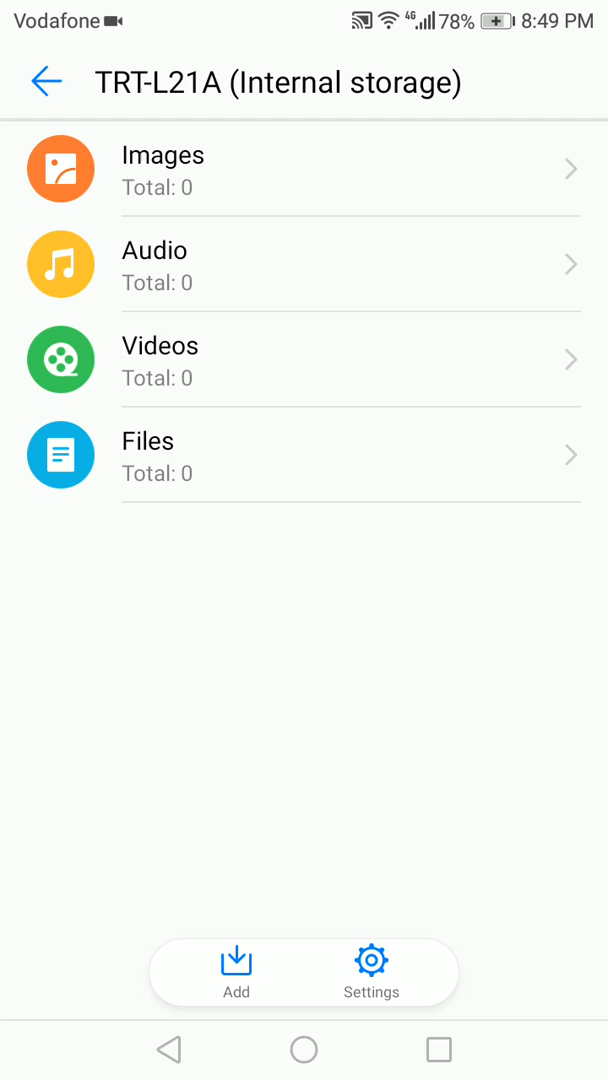 Vodafone 4G 78% 8:49 PM
TRT-L21A (Internal storage)
Images
Total: 0
Audio
Total: 0
Videos
Total: 0
Files
Total: 0
Add Settings